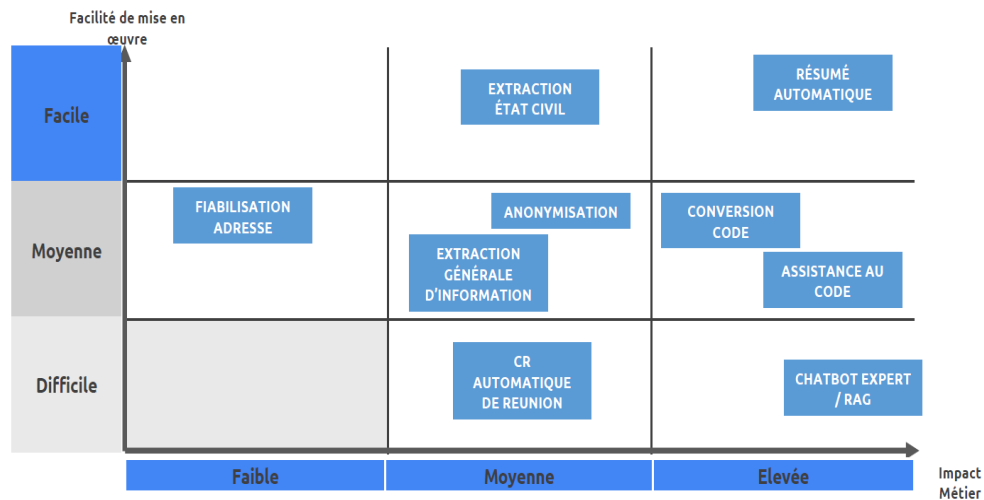 Facilité de mise en
œuvre
Facile
EXTRACTION
ÉTAT CIVIL
RÉSUMÉ
AUTOMATIQUE
Moyenne
FIABILISATION
ADRESSE
ANONYMISATION
EXTRACTION
GÉNÉRALE
D'INFORMATION
CONVERSION
CODE
ASSISTANCE AU
CODE
Difficile
CR
AUTOMATIQUE
DE REUNION
CHATBOT EXPERT
/ RAG
Faible
Moyenne
Elevée
Impact
Métier